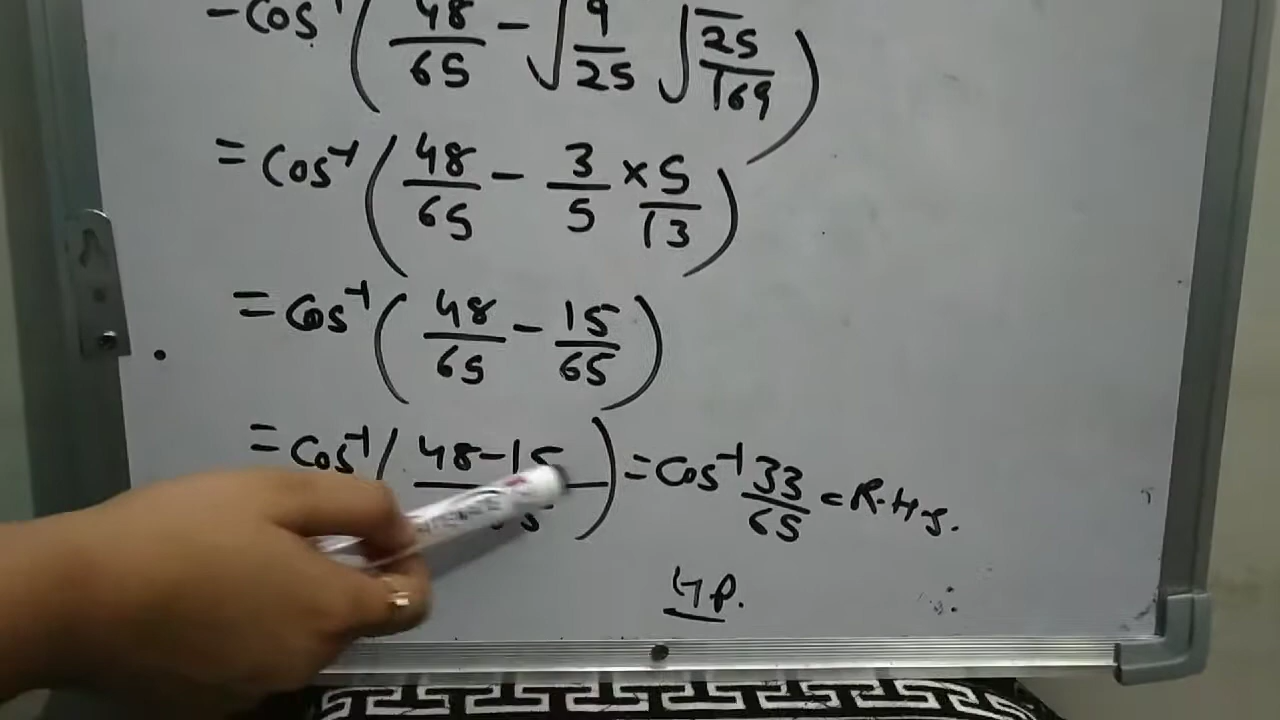 -Cos⁻¹ ( 48/65 - √9/25 √25/169 )
= Cos⁻¹ ( 48/65 - 3/5 × 5/13 )
= Cos⁻¹ ( 48/65 - 15/65 )
= Cos⁻¹ ( 48-15 ) = Cos⁻¹ 33/65 = R.H.S.
H.P.